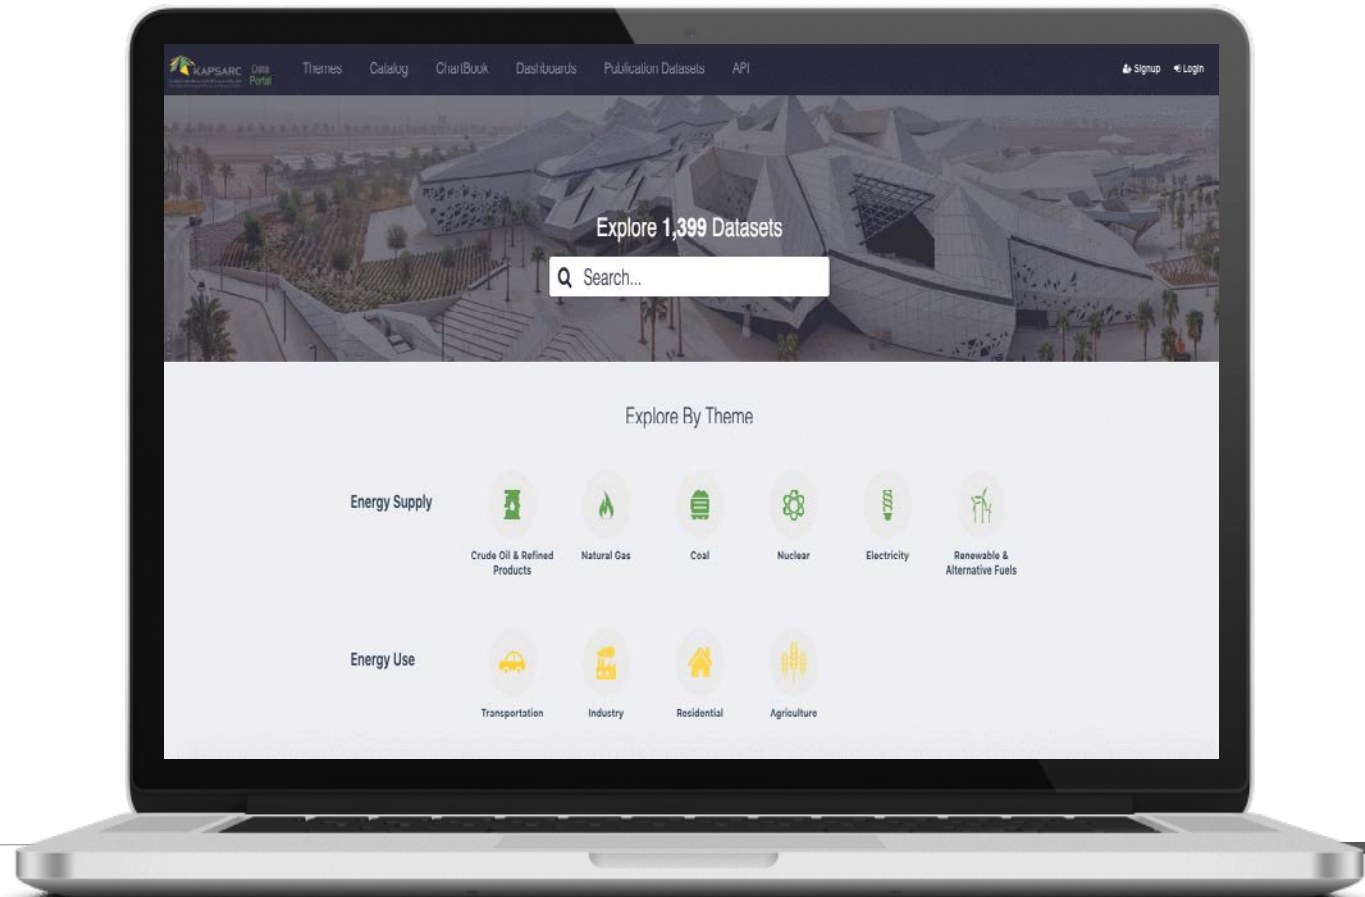 KAPSARC
Data
Portal
Themes
Catalog
ChartBook
Dashboards
Publication Datasets
API
Signup
Login
Explore 1,399 Datasets
Search...
Explore By Theme
Energy Supply
Crude Oil & Refined
Products
Natural Gas
Coal
Nuclear
Electricity
Renewable &
Alternative Fuels
Energy Use
Transportation
Industry
Residential
Agriculture